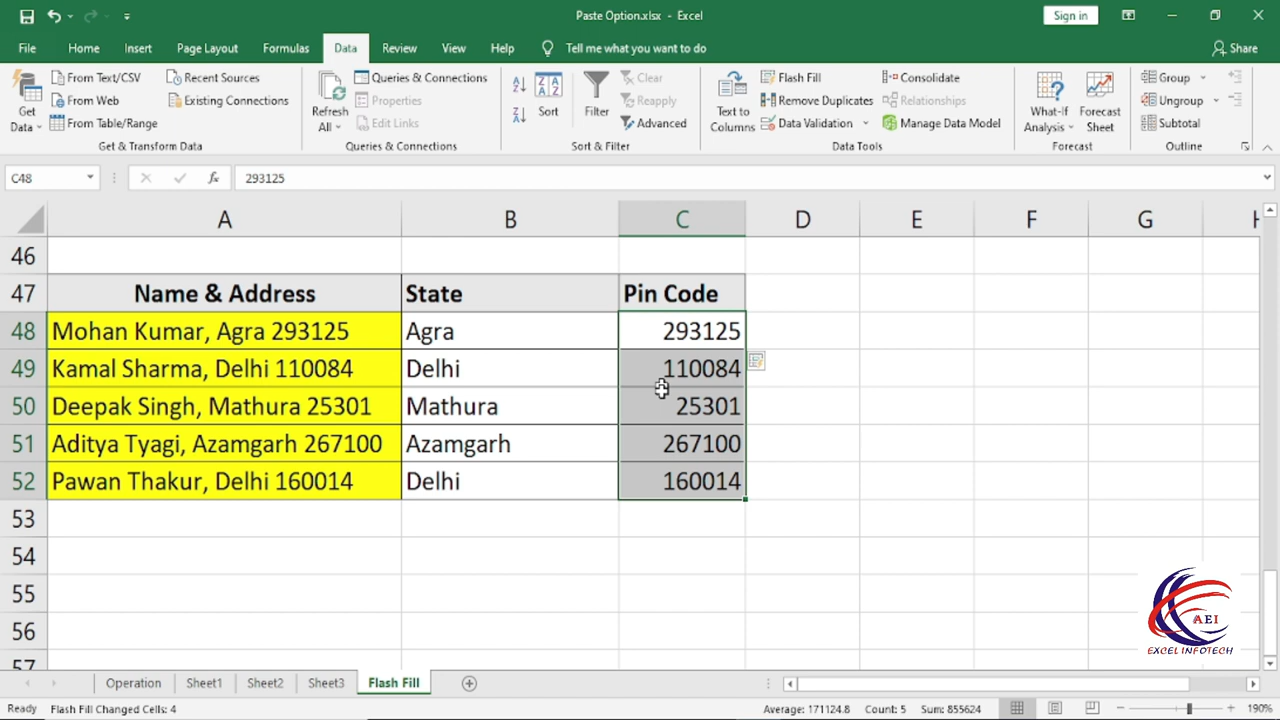 Paste Option.xlsx - Excel
Sign in
File Home Insert Page Layout Formulas Data Review View Help Tell me what you want to do Share
Get Data
From Text/CSV
From Web
From Table/Range
Recent Sources
Existing Connections
Get & Transform Data
Refresh All
Queries & Connections
Properties
Edit Links
Queries & Connections
Sort
Filter
Clear
Reapply
Advanced
Sort & Filter
Text to Columns
Flash Fill
Remove Duplicates
Data Validation
Consolidate
Relationships
Manage Data Model
Data Tools
What-If Analysis
Forecast Sheet
Forecast
Group
Ungroup
Subtotal
Outline
C48 fx 293125
A B C D E F G H
46
47 Name & Address State Pin Code
48 Mohan Kumar, Agra 293125 Agra 293125
49 Kamal Sharma, Delhi 110084 Delhi 110084
50 Deepak Singh, Mathura 25301 Mathura 25301
51 Aditya Tyagi, Azamgarh 267100 Azamgarh 267100
52 Pawan Thakur, Delhi 160014 Delhi 160014
53
54
55
56
57
AEI
EXCEL INFOTECH
Operation Sheet1 Sheet2 Sheet3 Flash Fill
Ready Flash Fill Changed Cells: 4 Average: 171124.8 Count: 5 Sum: 855624 190%